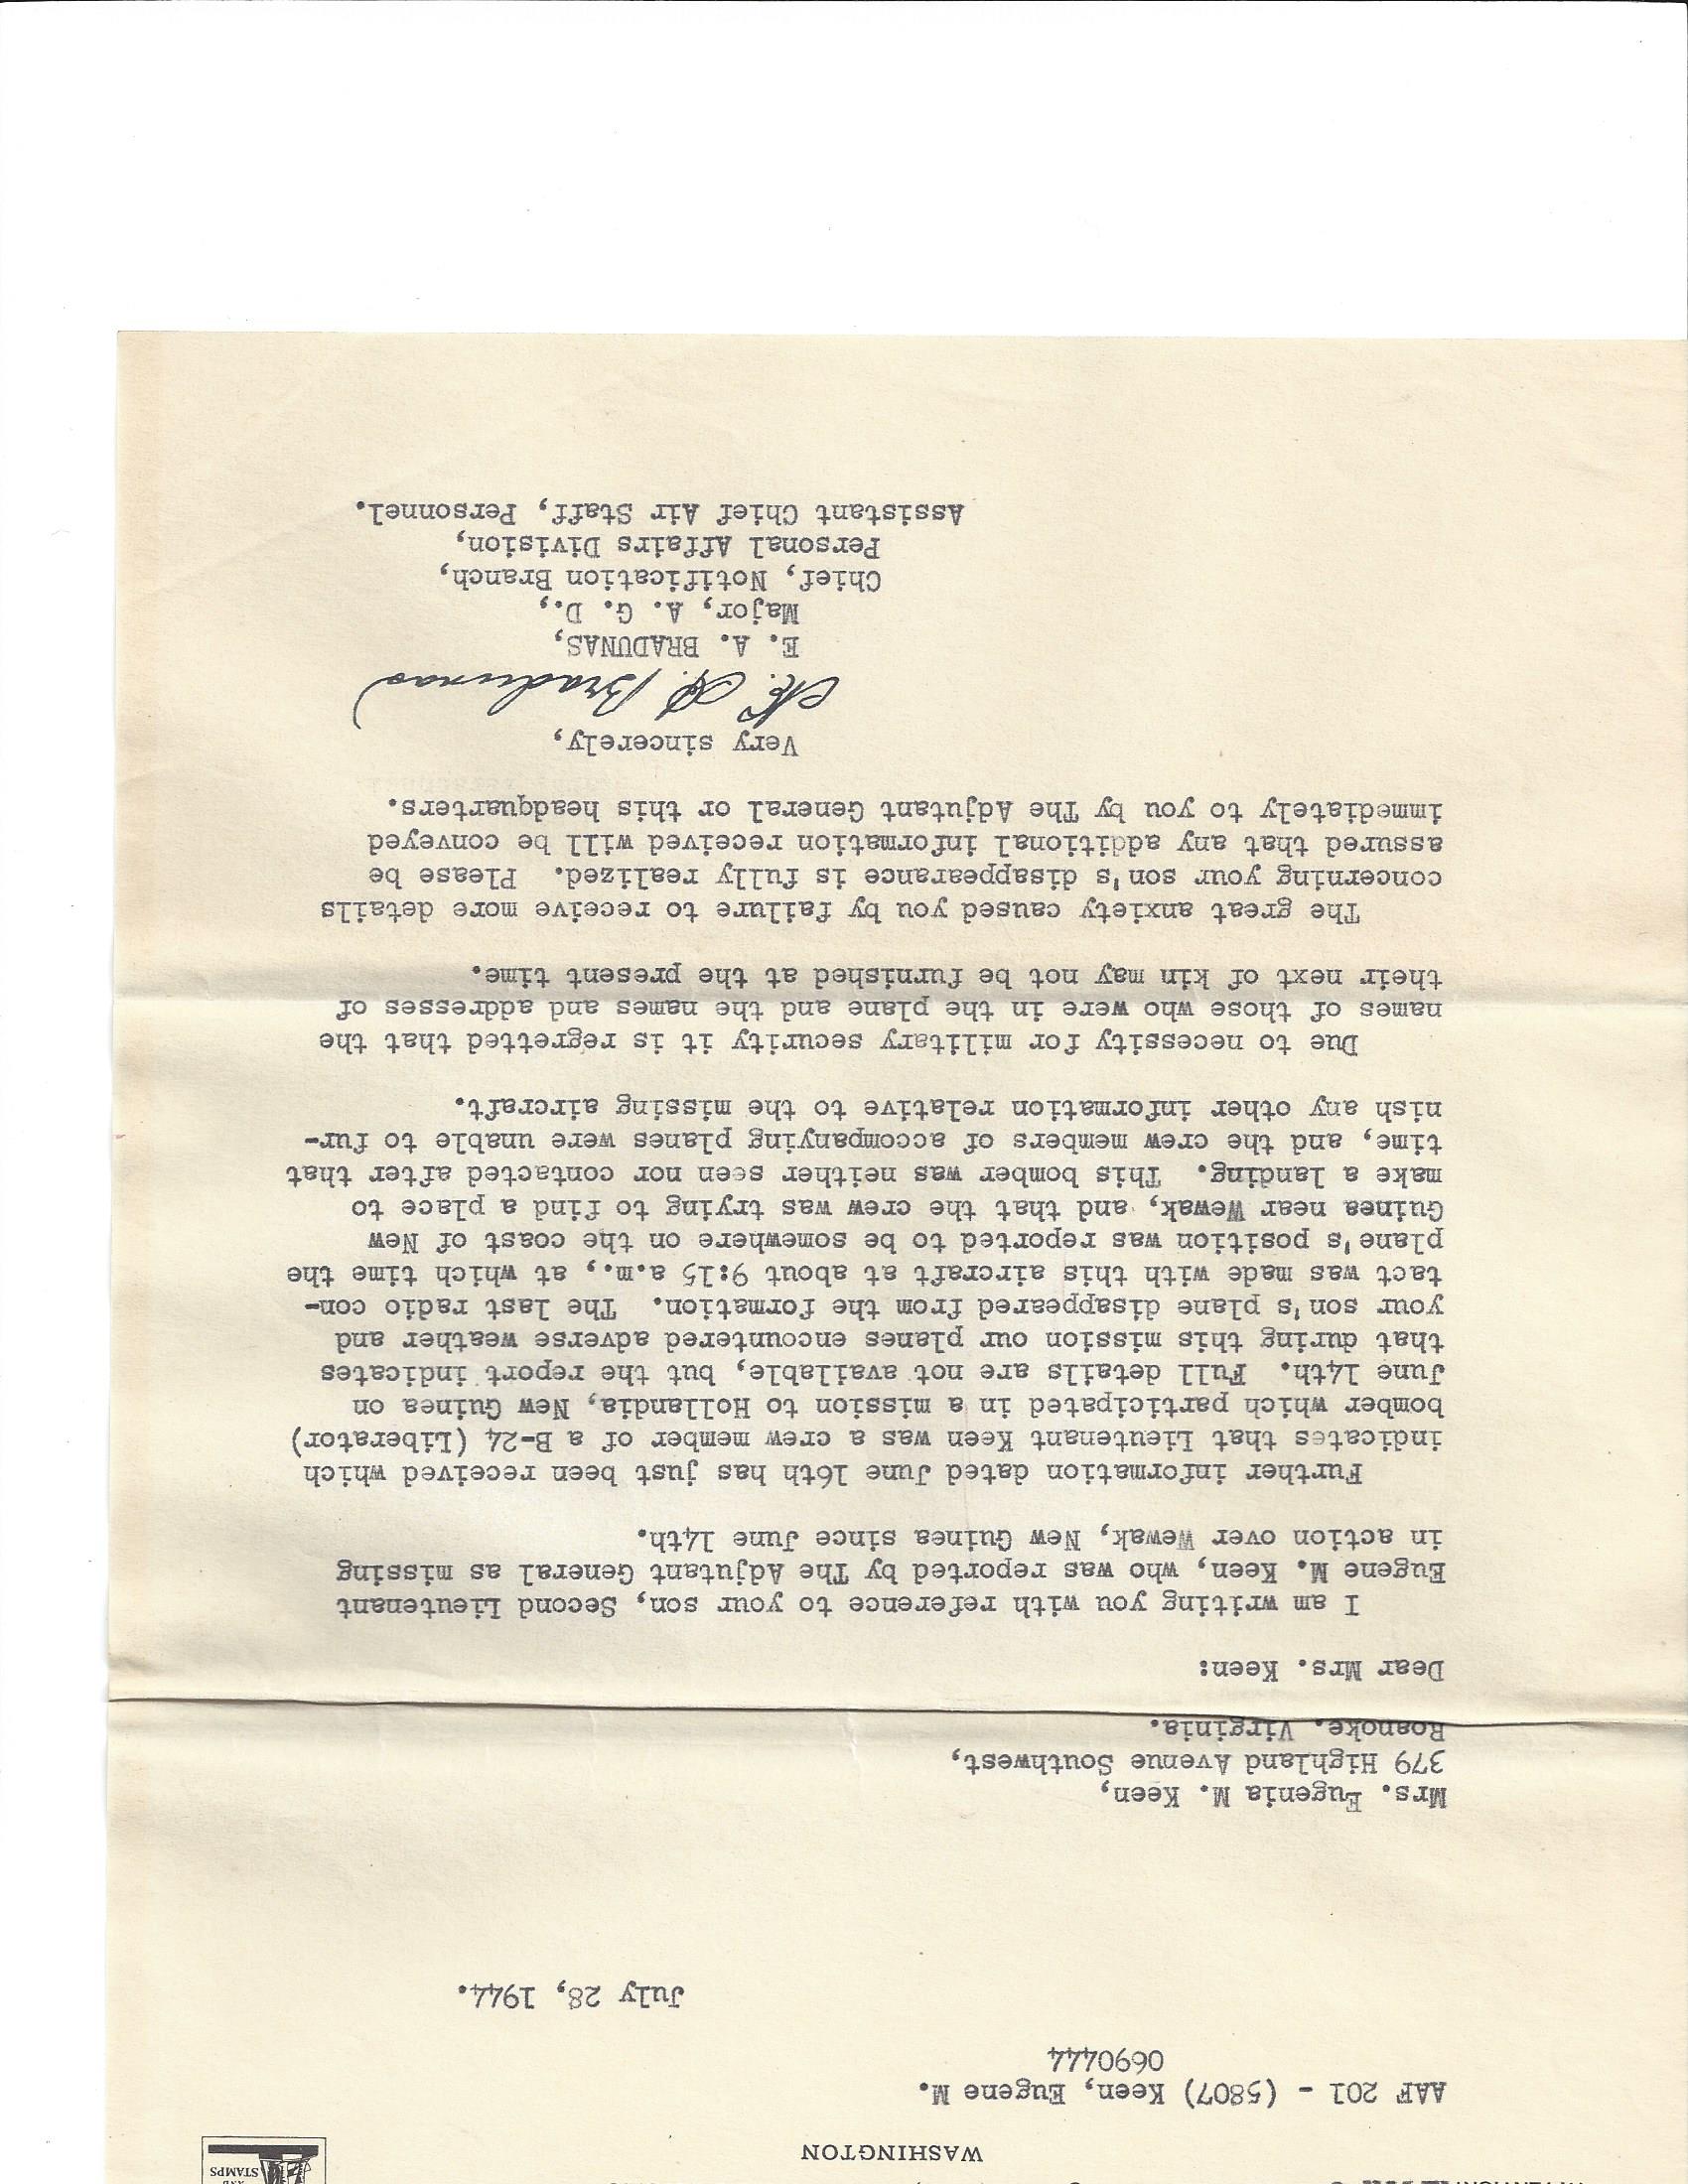 WASHINGTON
AND
STAMPS
AAF 201 - (5807) Keen, Eugene M.
0690444
July 28, 1944.
Mrs. Eugenia M. Keen,
379 Highland Avenue Southwest,
Roanoke, Virginia.
Dear Mrs. Keen:
I am writing you with reference to your son, Second Lieutenant
Eugene M. Keen, who was reported by The Adjutant General as missing
in action over Wewak, New Guinea since June 14th.
Further information dated June 16th has just been received which
indicates that Lieutenant Keen was a crew member of a B-24 (Liberator)
bomber which participated in a mission to Hollandia, New Guinea on
June 14th. Full details are not available, but the report indicates
that during this mission our planes encountered adverse weather and
your son's plane disappeared from the formation. The last radio con-
tact was made with this aircraft at about 9:15 a.m., at which time the
plane's position was reported to be somewhere on the coast of New
Guinea near Wewak, and that the crew was trying to find a place to
make a landing. This bomber was neither seen nor contacted after that
time, and the crew members of accompanying planes were unable to fur-
nish any other information relative to the missing aircraft.
Due to necessity for military security it is regretted that the
names of those who were in the plane and the names and addresses of
their next of kin may not be furnished at the present time.
The great anxiety caused you by failure to receive more details
concerning your son's disappearance is fully realized. Please be
assured that any additional information received will be conveyed
immediately to you by The Adjutant General or this headquarters.
Very sincerely,
E. A. Bradunas
E. A. BRADUNAS,
Major, A. G. D.,
Chief, Notification Branch,
Personal Affairs Division,
Assistant Chief Air Staff, Personnel.